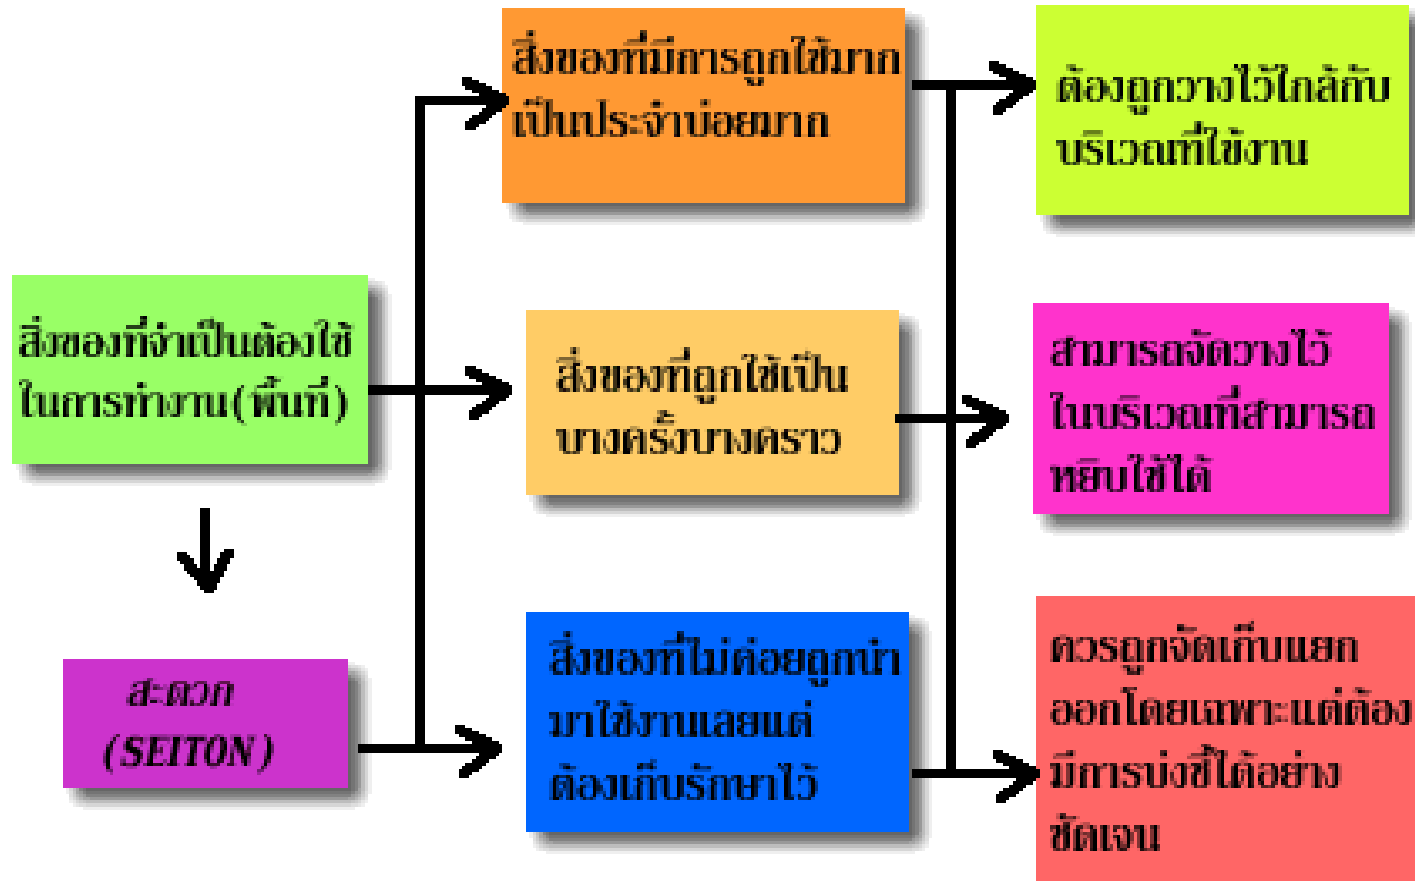 สิ่งของที่จำเป็นต้องใช้
ในการทำงาน(พื้นที่)
สะดวก
(SEITON)
สิ่งของที่มีการถูกใช้มาก
เป็นประจำบ่อยมาก
สิ่งของที่ถูกใช้เป็น
บางครั้งบางคราว
สิ่งของที่ไม่ค่อยถูกนำ
มาใช้งานเลยแต่
ต้องเก็บรักษาไว้
ต้องถูกวางไว้ใกล้กับ
บริเวณที่ใช้งาน
สามารถจัดวางไว้
ในบริเวณที่สามารถ
หยิบใช้ได้
ควรถูกจัดเก็บแยก
ออกโดยเฉพาะแต่ต้อง
มีการบ่งชี้ได้อย่าง
ชัดเจน